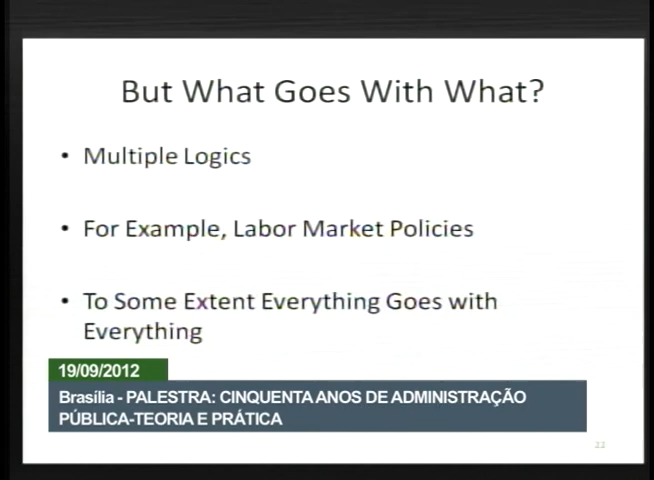 But What Goes With What?
• Multiple Logics
• For Example, Labor Market Policies
• To Some Extent Everything Goes with
Everything
19/09/2012
Brasília - PALESTRA: CINQUENTA ANOS DE ADMINISTRAÇÃO
PÚBLICA-TEORIA E PRÁTICA
22